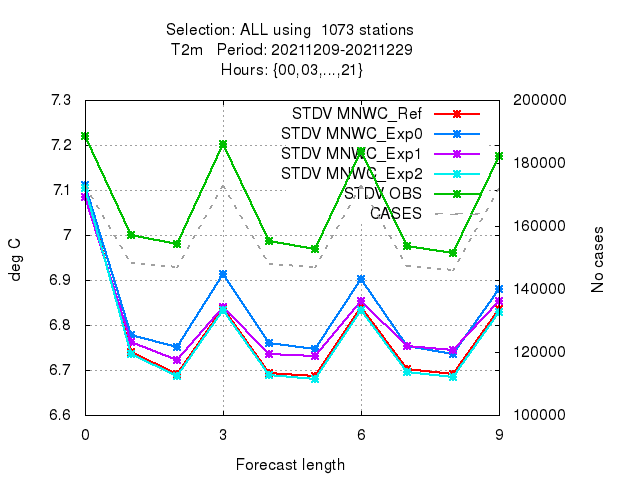 Selection: ALL using  1073 stations
T2m   Period: 20211209-20211229
Hours: {00,03,...,21}
7.3
7.2
7.1
7
6.9
6.8
6.7
6.6
deg C
STDV MNWC_Ref
STDV MNWC_Exp0
STDV MNWC_Exp1
STDV MNWC_Exp2
STDV OBS
CASES
200000
180000
160000
140000
120000
100000
No cases
0 3 6 9
Forecast length